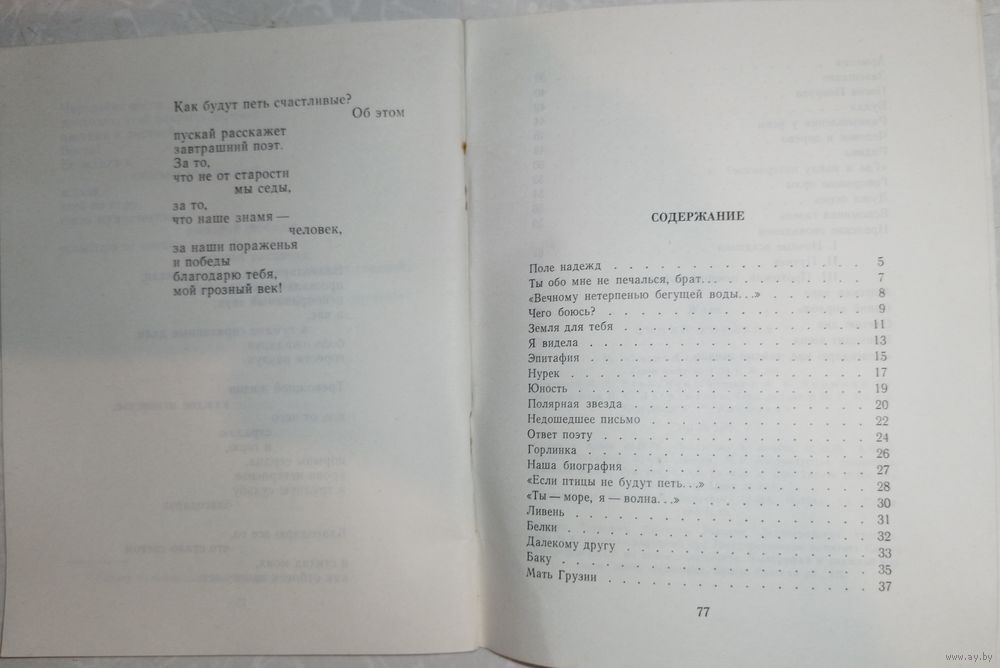 Как будут петь счастливые?
Об этом
пускай расскажет
завтрашний поэт.
За то,
что не от старости
мы седы,
за то,
что наше знамя —
человек,
за наши пораженья
и победы
благодарю тебя,
мой грозный век!
СОДЕРЖАНИЕ
Поле надежд . . . . . . . . . . . . . 5
Ты обо мне не печалься, брат. . . . . . . . . 7
«Вечному нетерпенью бегущей воды. . .» . . . . . . 8
Чего боюсь? . . . . . . . . . . . . . 9
Земля для тебя . . . . . . . . . . . . 11
Я видела . . . . . . . . . . . . . . 13
Эпитафия . . . . . . . . . . . . . . 15
Нурек . . . . . . . . . . . . . . . 17
Юность . . . . . . . . . . . . . . . 19
Полярная звезда . . . . . . . . . . . . 20
Недошедшее письмо . . . . . . . . . . . 22
Ответ поэту . . . . . . . . . . . . . 24
Горлинка . . . . . . . . . . . . . . 26
Наша биография . . . . . . . . . . . . 27
«Если птицы не будут петь. . .» . . . . . . . . 28
«Ты — море, я — волна. . .» . . . . . . . . . 30
Ливень . . . . . . . . . . . . . . . 31
Белки . . . . . . . . . . . . . . . 32
Далекому другу . . . . . . . . . . . . 33
Баку . . . . . . . . . . . . . . . . 35
Мать Грузии . . . . . . . . . . . . . 37
77
www.ay.by